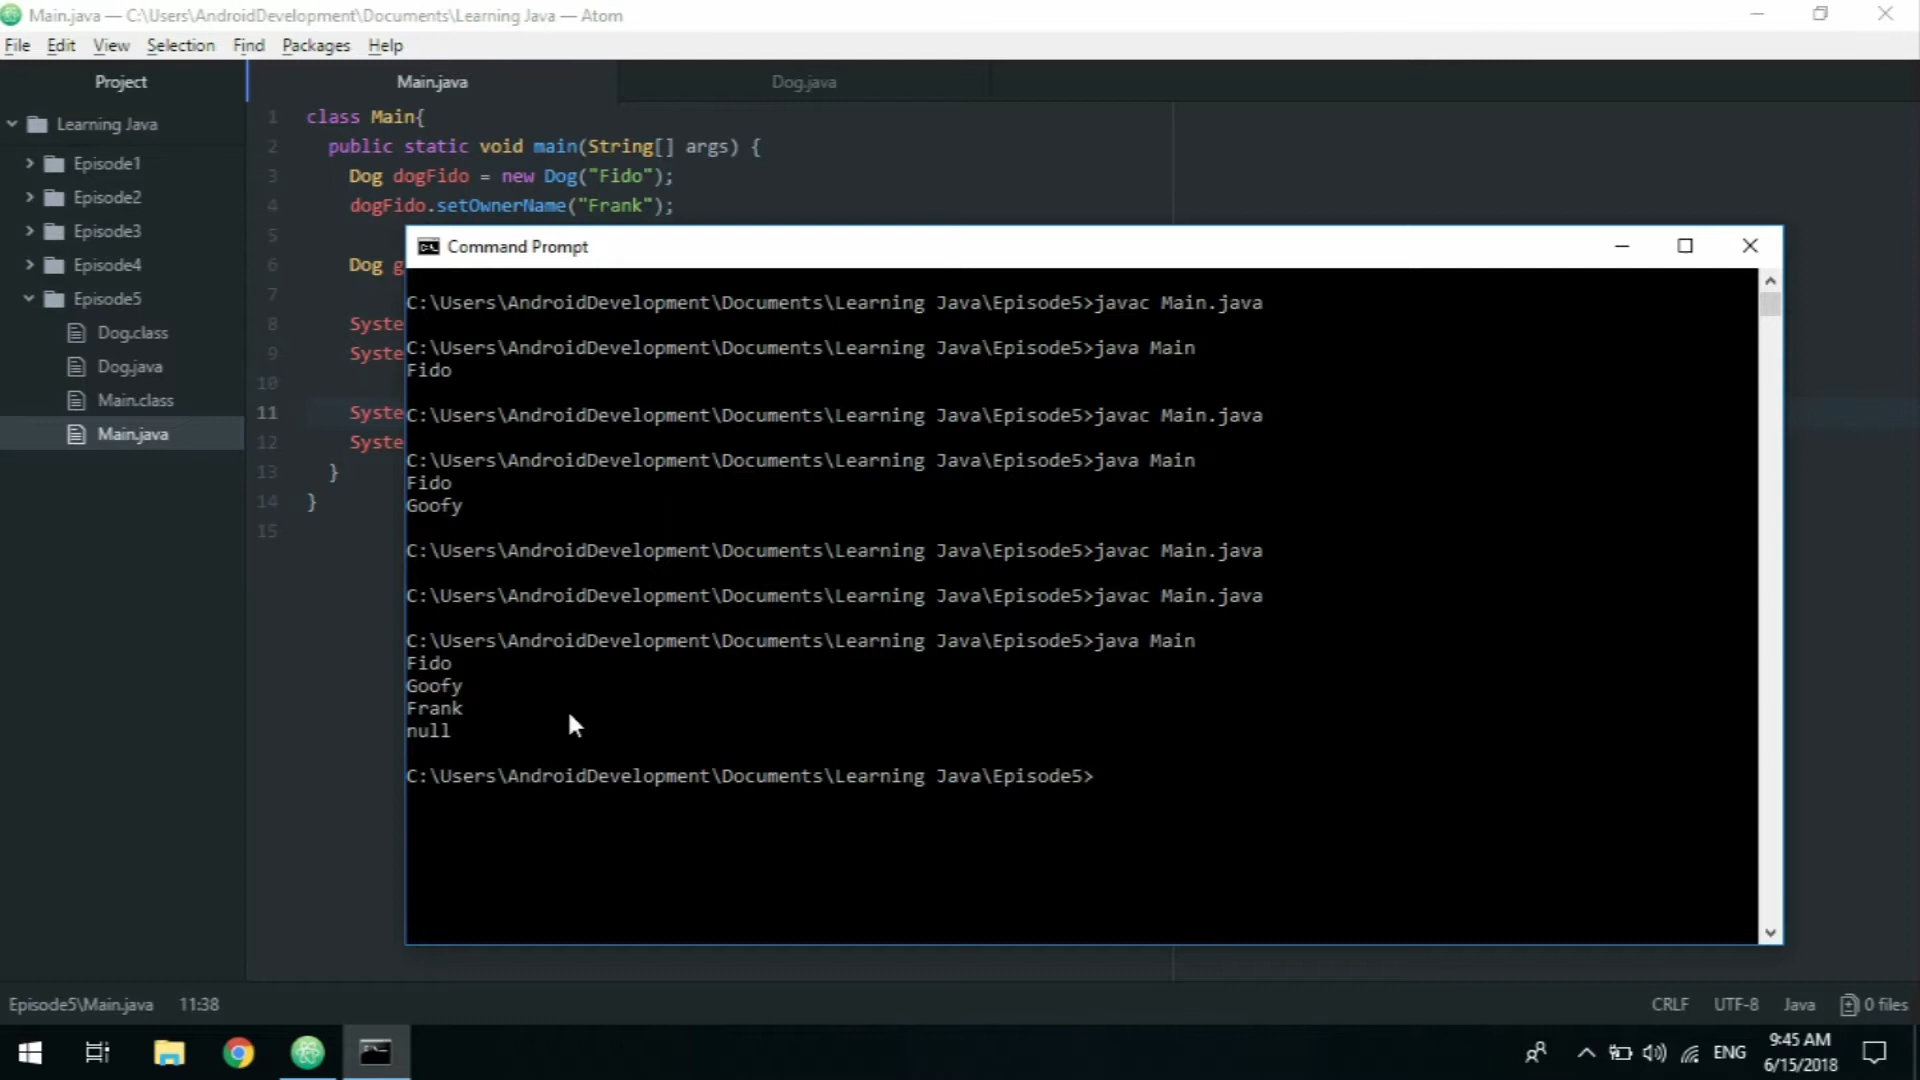 Main.java — C:\Users\AndroidDevelopment\Documents\Learning Java — Atom
File Edit View Selection Find Packages Help
Project
Main.java
Dog.java
Learning Java
Episode1
Episode2
Episode3
Episode4
Episode5
Dog.class
Dog.java
Main.class
Main.java
1 class Main{
2 public static void main(String[] args) {
3 Dog dogFido = new Dog("Fido");
4 dogFido.setOwnerName("Frank");
5
6 Dog g
7
8 Syste
9 Syste
10
11 Syste
12 Syste
13 }
14 }
15
Command Prompt
C:\Users\AndroidDevelopment\Documents\Learning Java\Episode5>javac Main.java
C:\Users\AndroidDevelopment\Documents\Learning Java\Episode5>java Main
Fido
C:\Users\AndroidDevelopment\Documents\Learning Java\Episode5>javac Main.java
C:\Users\AndroidDevelopment\Documents\Learning Java\Episode5>java Main
Fido
Goofy
C:\Users\AndroidDevelopment\Documents\Learning Java\Episode5>javac Main.java
C:\Users\AndroidDevelopment\Documents\Learning Java\Episode5>javac Main.java
C:\Users\AndroidDevelopment\Documents\Learning Java\Episode5>java Main
Fido
Goofy
Frank
null
C:\Users\AndroidDevelopment\Documents\Learning Java\Episode5>
Episode5\Main.java 11:38
CRLF UTF-8 Java 0 files
ENG
9:45 AM
6/15/2018